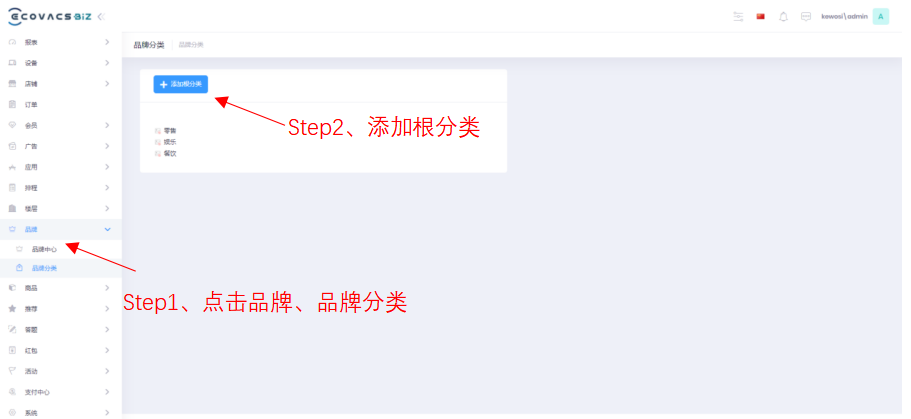 ECOVACS BIZ
kewosi\admin
A
报表
设备
店铺
订单
会员
广告
应用
排程
楼层
品牌
品牌中心
品牌分类
商品
推荐
答题
红包
活动
支付中心
系统
品牌分类 品牌分类
添加根分类
零售
娱乐
餐饮
Step2、添加根分类
Step1、点击品牌、品牌分类